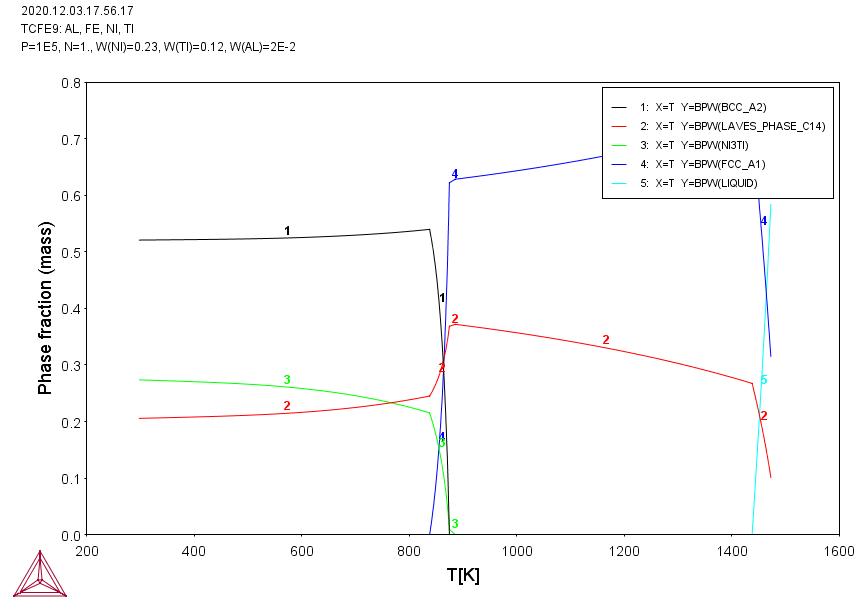 2020.12.03.17.56.17
TCFE9: AL, FE, NI, TI
P=1E5, N=1., W(NI)=0.23, W(TI)=0.12, W(AL)=2E-2
0.8
0.7
0.6
0.5
0.4
0.3
0.2
0.1
0.0
Phase fraction (mass)
1: X=T Y=BPW(BCC_A2)
2: X=T Y=BPW(LAVES_PHASE_C14)
3: X=T Y=BPW(NI3TI)
4: X=T Y=BPW(FCC_A1)
5: X=T Y=BPW(LIQUID)
4
4
1
1
2
2
2
3
5
2
2
4
3
3
200 400 600 800 1000 1200 1400 1600
T[K]